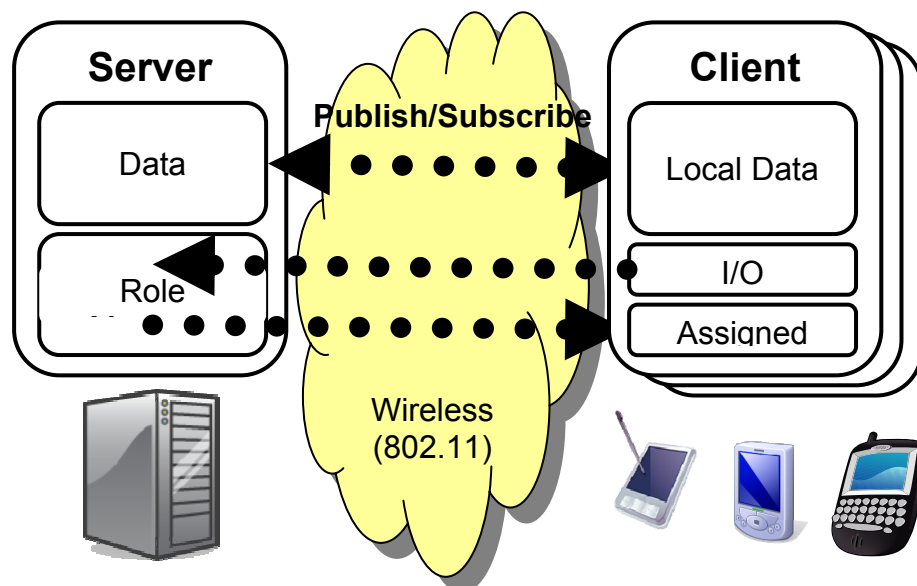 Server
Client
Publish/Subscribe
Data
Local Data
Role
I/O
Assigned
Wireless
(802.11)